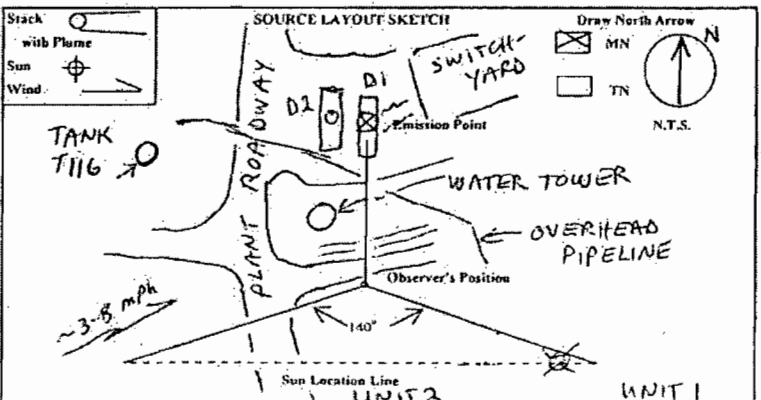 Stack
with Plume
Sun
Wind
SOURCE LAYOUT SKETCH
Draw North Arrow
MN
TN
N
N.T.S.
SWITCH-
YARD
D1
D2
Emission Point
TANK
T116
PLANT ROADWAY
WATER TOWER
OVERHEAD
PIPELINE
Observer's Position
~3-8 mph
140°
Sun Location Line
UNIT 2
UNIT 1